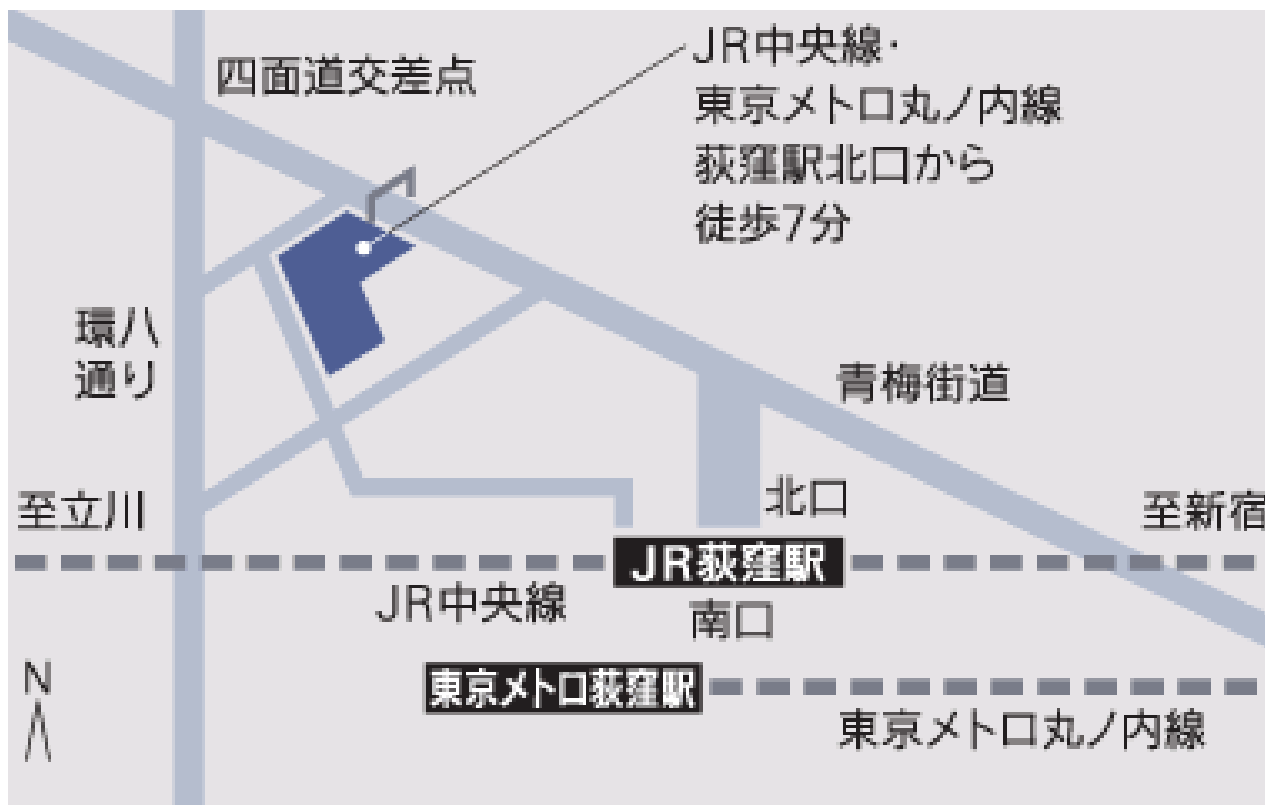 四面道交差点
JR中央線・
東京メトロ丸ノ内線
荻窪駅北口から
徒歩7分
環八
通り
青梅街道
至立川
北口
至新宿
JR荻窪駅
JR中央線
南口
N
東京メトロ荻窪駅
東京メトロ丸ノ内線